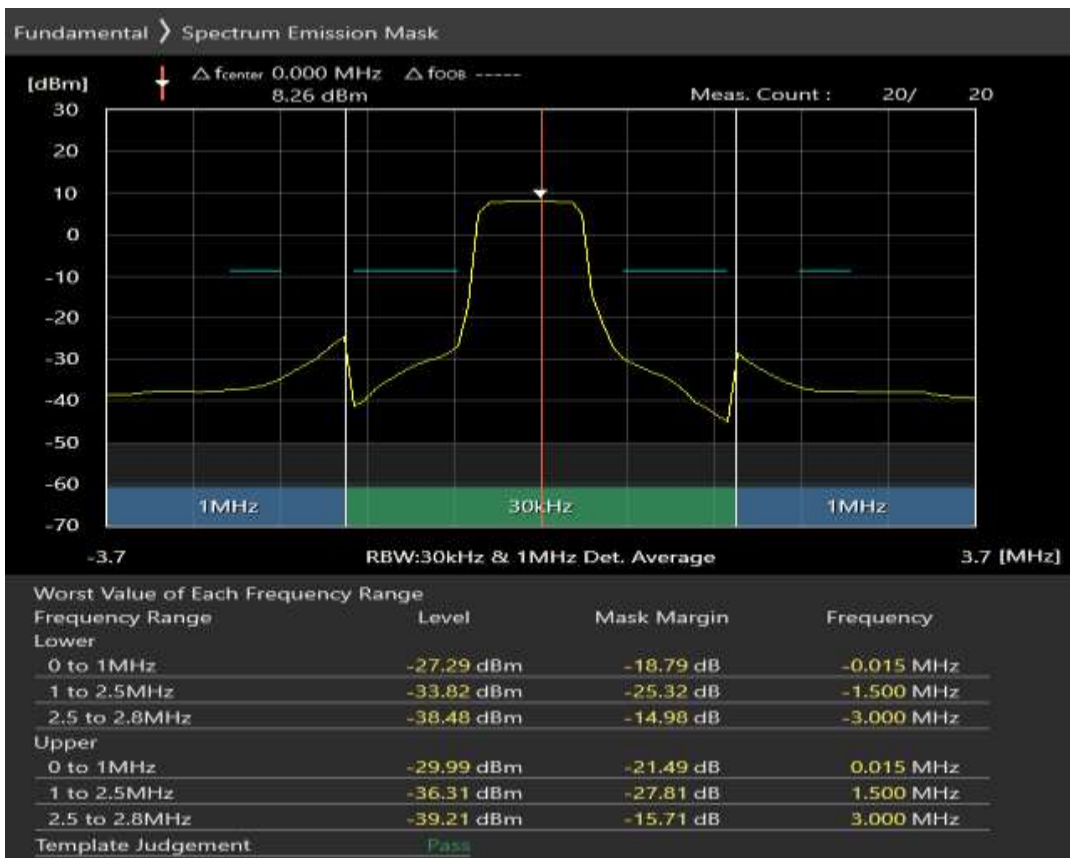 Fundamental ❭ Spectrum Emission Mask
[dBm] △ fcenter 0.000 MHz △ fOOB -----
8.26 dBm Meas. Count : 20/ 20
30
20
10
0
-10
-20
-30
-40
-50
-60
1MHz 30kHz 1MHz
-70
-3.7 RBW:30kHz & 1MHz Det. Average 3.7 [MHz]
Worst Value of Each Frequency Range
Frequency Range Level Mask Margin Frequency
Lower
0 to 1MHz -27.29 dBm -18.79 dB -0.015 MHz
1 to 2.5MHz -33.82 dBm -25.32 dB -1.500 MHz
2.5 to 2.8MHz -38.48 dBm -14.98 dB -3.000 MHz
Upper
0 to 1MHz -29.99 dBm -21.49 dB 0.015 MHz
1 to 2.5MHz -36.31 dBm -27.81 dB 1.500 MHz
2.5 to 2.8MHz -39.21 dBm -15.71 dB 3.000 MHz
Template Judgement Pass